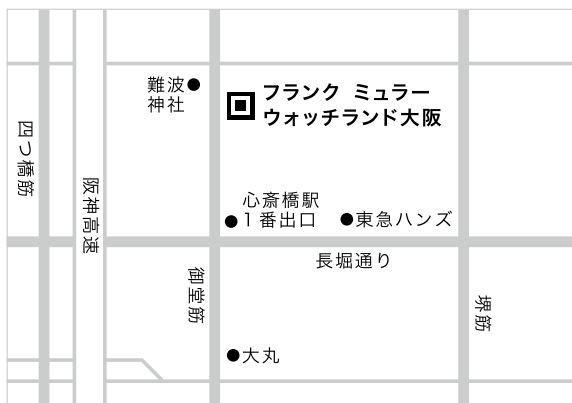 難波
神社
フランク ミュラー
ウォッチランド大阪
四つ橋筋
阪神高速
心斎橋駅
1番出口
東急ハンズ
長堀通り
御堂筋
堺筋
大丸